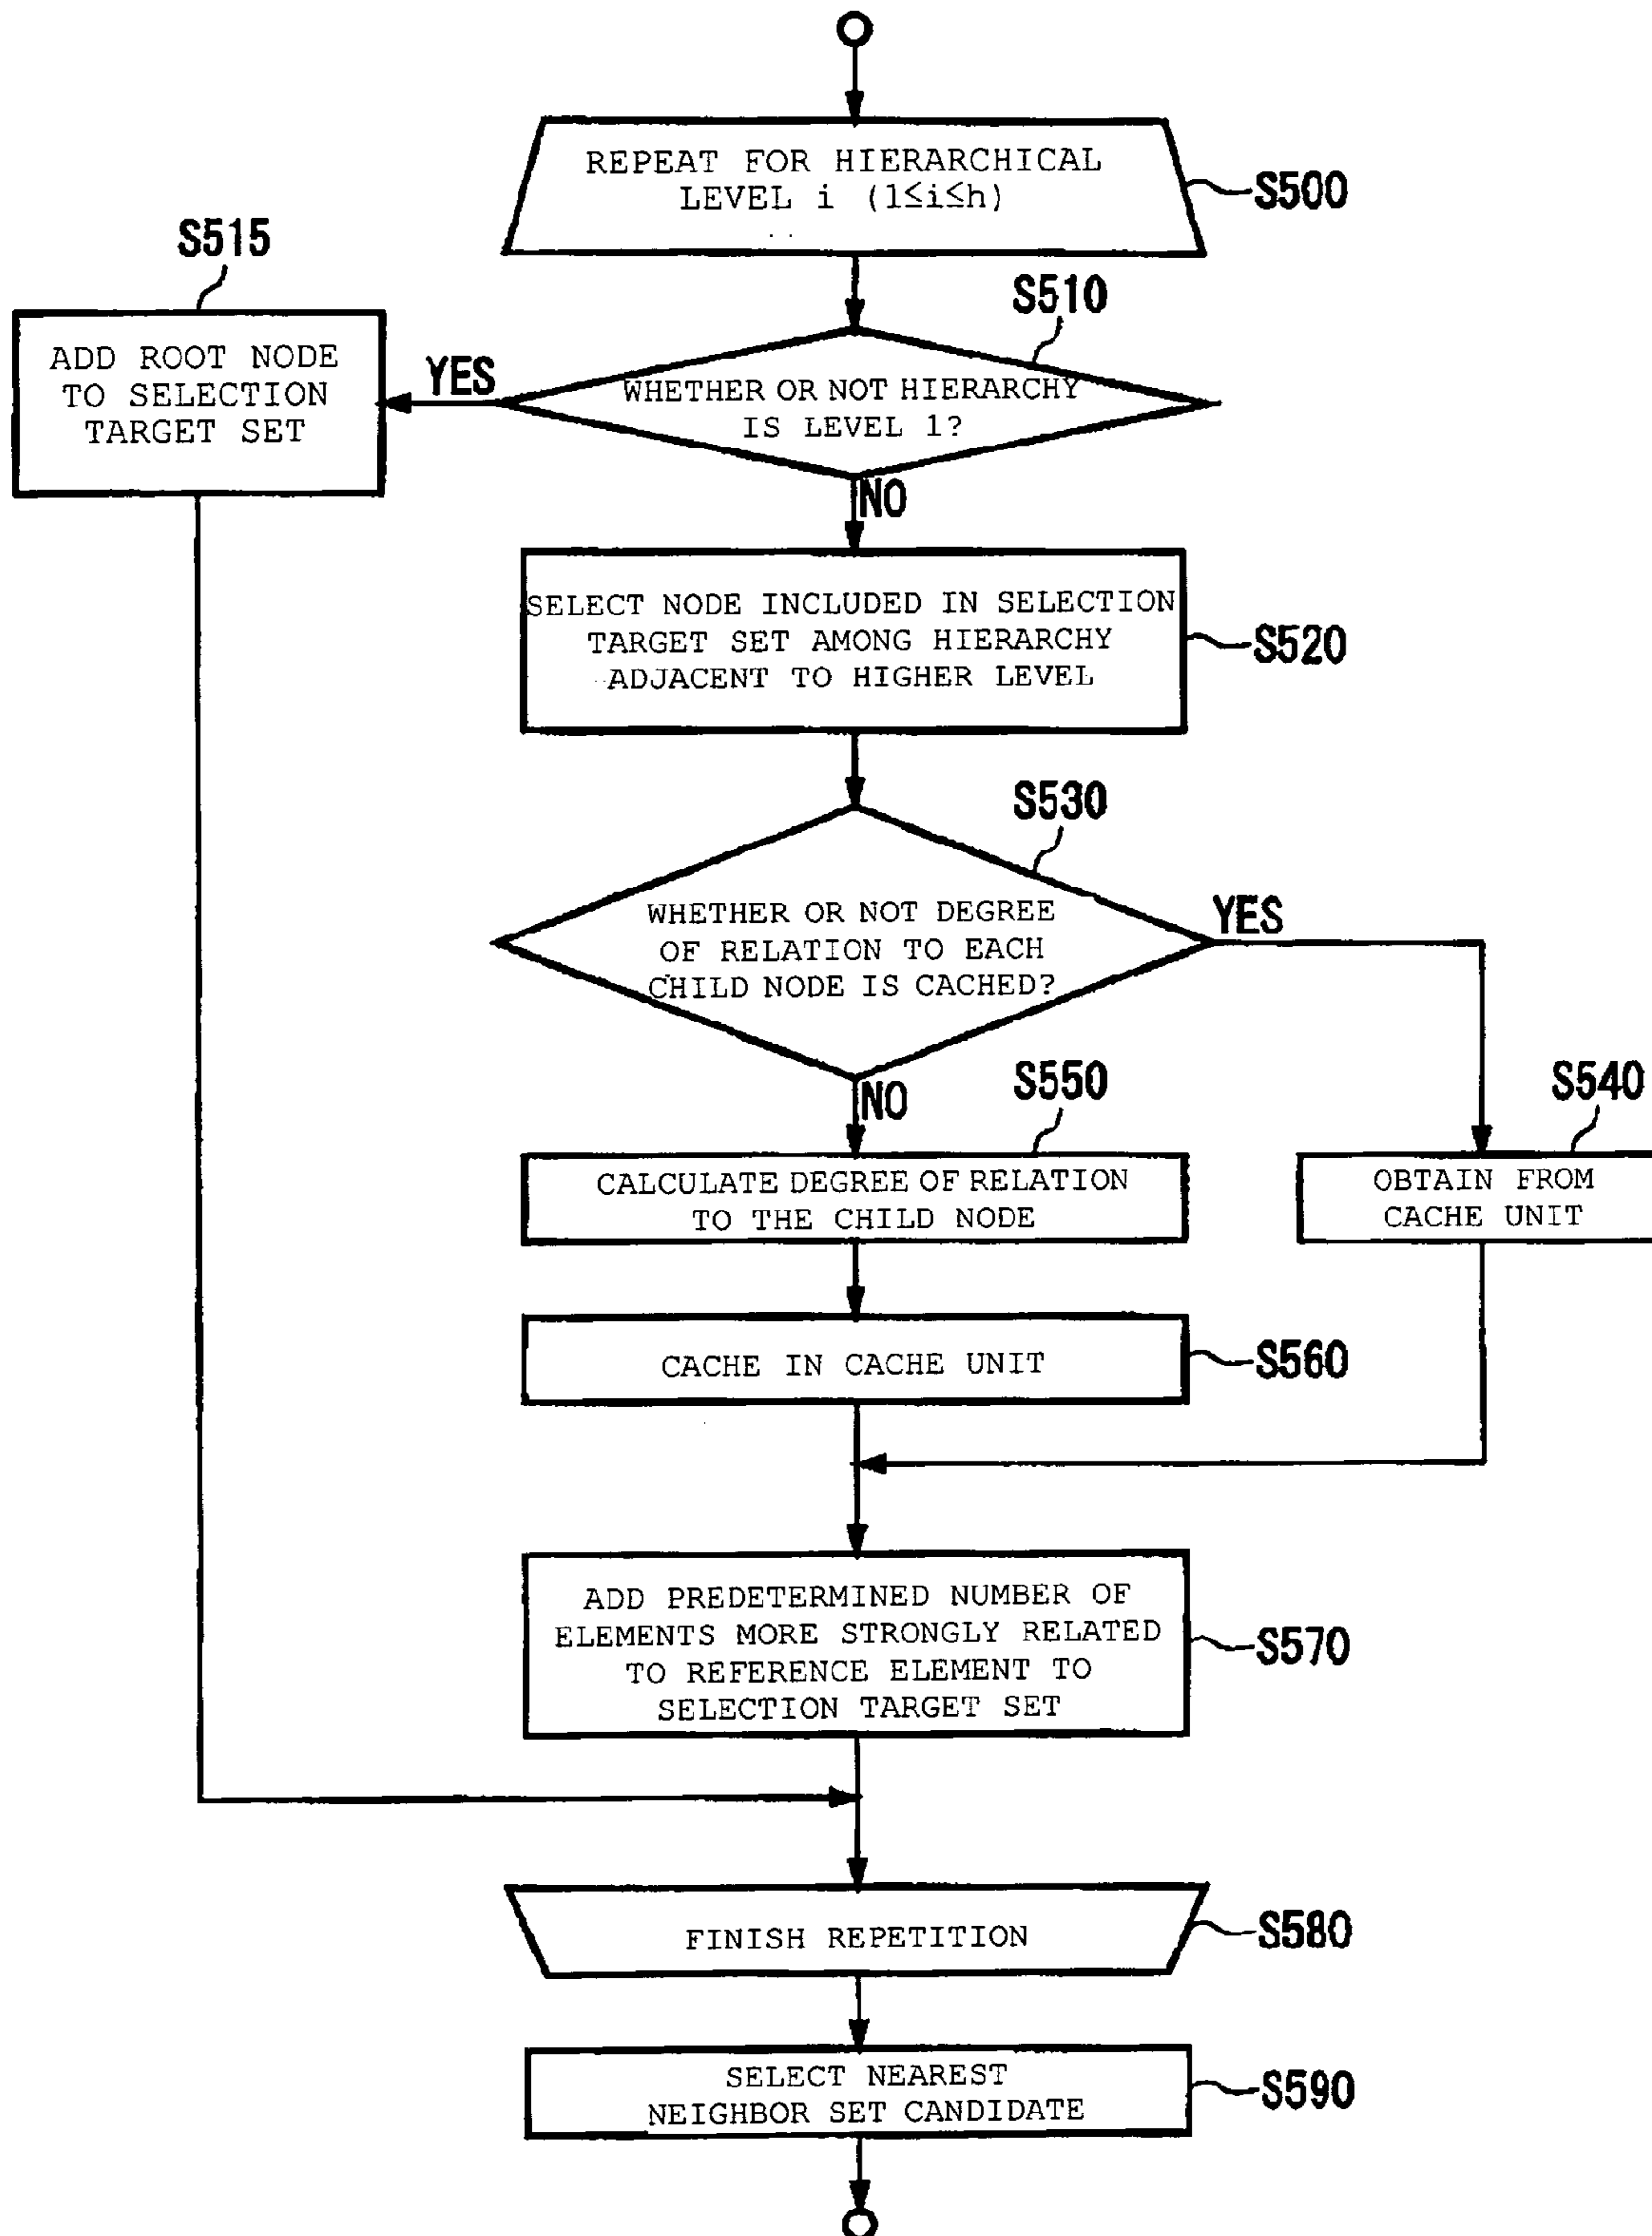 REPEAT FOR HIERARCHICAL
LEVEL i (1≤i≤h)
S500
S515
S510
ADD ROOT NODE
TO SELECTION
TARGET SET
YES
WHETHER OR NOT HIERARCHY
IS LEVEL 1?
NO
SELECT NODE INCLUDED IN SELECTION
TARGET SET AMONG HIERARCHY
ADJACENT TO HIGHER LEVEL
S520
S530
WHETHER OR NOT DEGREE
OF RELATION TO EACH
CHILD NODE IS CACHED?
YES
NO
S550
S540
CALCULATE DEGREE OF RELATION
TO THE CHILD NODE
OBTAIN FROM
CACHE UNIT
CACHE IN CACHE UNIT
S560
ADD PREDETERMINED NUMBER OF
ELEMENTS MORE STRONGLY RELATED
TO REFERENCE ELEMENT TO
SELECTION TARGET SET
S570
FINISH REPETITION
S580
SELECT NEAREST
NEIGHBOR SET CANDIDATE
S590